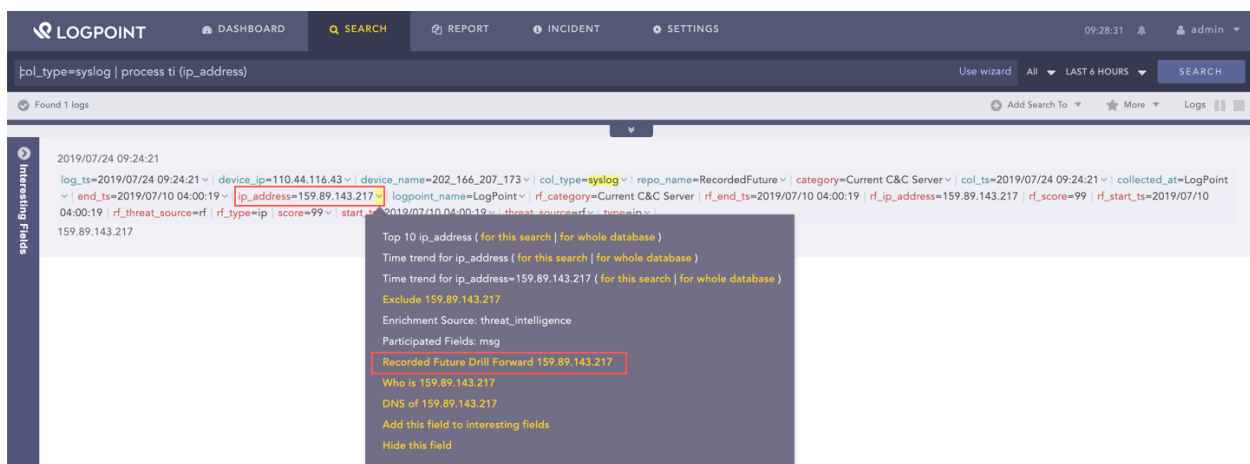 LOGPOINT DASHBOARD SEARCH REPORT INCIDENT SETTINGS 09:28:31 admin
col_type=syslog | process ti (ip_address) Use wizard All LAST 6 HOURS SEARCH
Found 1 logs Add Search To More Logs
Interesting Fields
2019/07/24 09:24:21
log_ts=2019/07/24 09:24:21 | device_ip=110.44.116.43 | device_name=202_166_207_173 | col_type=syslog | repo_name=RecordedFuture | category=Current C&C Server | col_ts=2019/07/24 09:24:21 | collected_at=LogPoint
| end_ts=2019/07/10 04:00:19 | ip_address=159.89.143.217 | logpoint_name=LogPoint | rf_category=Current C&C Server | rf_end_ts=2019/07/10 04:00:19 | rf_ip_address=159.89.143.217 | rf_score=99 | rf_start_ts=2019/07/10
04:00:19 | rf_threat_source=rf | rf_type=ip | score=99 | start_ts=2019/07/10 04:00:19 | threat_source=rf | type=ip
159.89.143.217
Top 10 ip_address ( for this search | for whole database )
Time trend for ip_address ( for this search | for whole database )
Time trend for ip_address=159.89.143.217 ( for this search | for whole database )
Exclude 159.89.143.217
Enrichment Source: threat_intelligence
Participated Fields: msg
Recorded Future Drill Forward 159.89.143.217
Who is 159.89.143.217
DNS of 159.89.143.217
Add this field to interesting fields
Hide this field